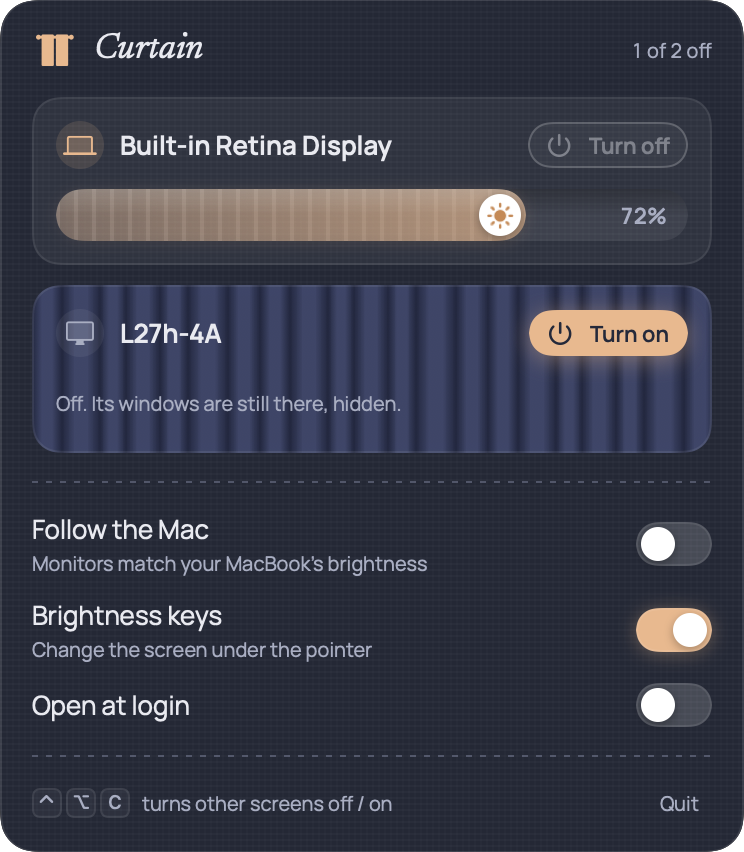 Curtain
1 of 2 off
Built-in Retina Display
Turn off
72%
L27h-4A
Turn on
Off. Its windows are still there, hidden.
Follow the Mac
Monitors match your MacBook's brightness
Brightness keys
Change the screen under the pointer
Open at login
⌃ ⌥ C turns other screens off / on
Quit